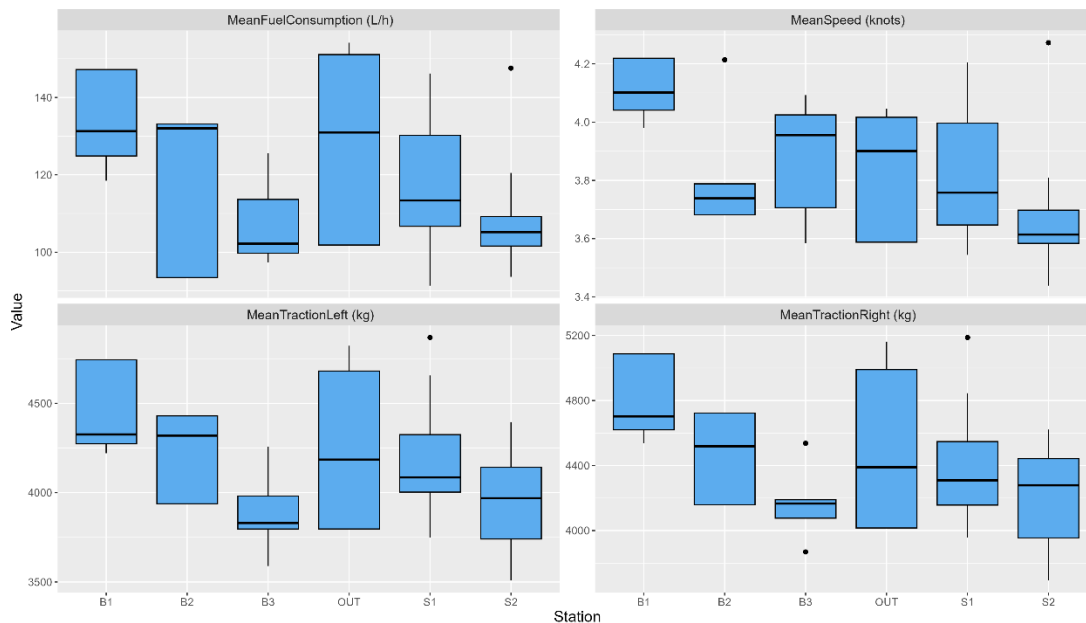 MeanFuelConsumption (L/h)
MeanSpeed (knots)
140
120
100
4.2
4.0
3.8
3.6
3.4
Value
MeanTractionLeft (kg)
MeanTractionRight (kg)
4500
4000
3500
5200
4800
4400
4000
B1 B2 B3 OUT S1 S2
B1 B2 B3 OUT S1 S2
Station